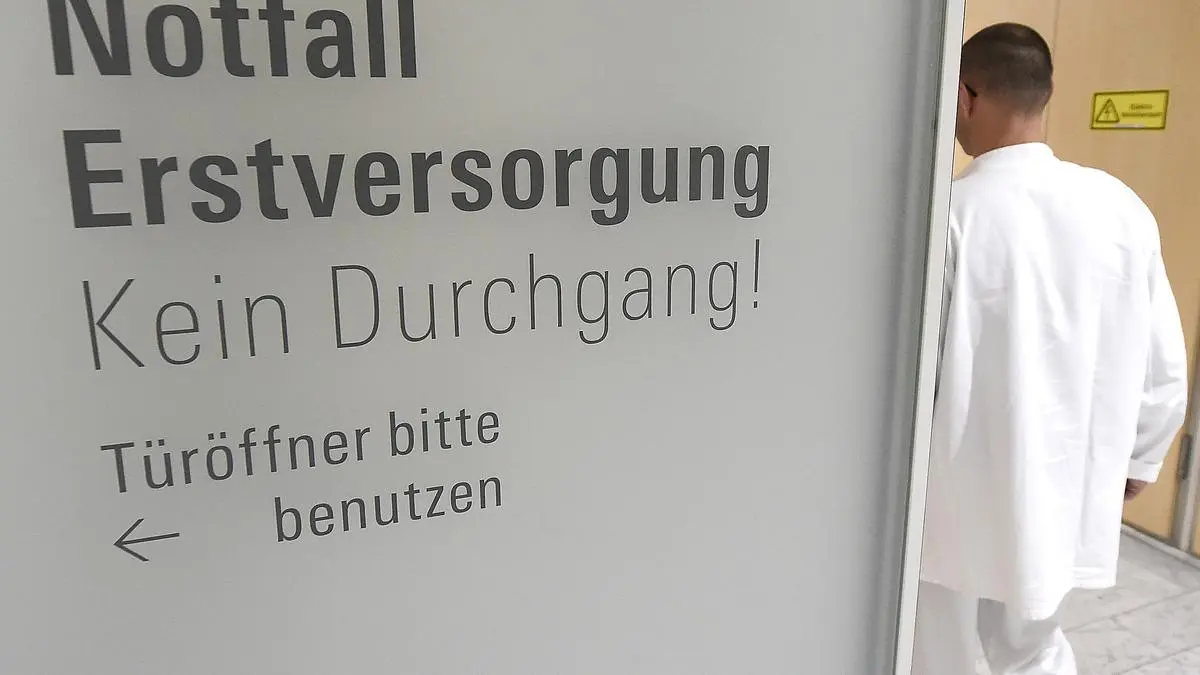 Notfall
Erstversorgung
Kein Durchgang!
Türöffner bitte
← benutzen